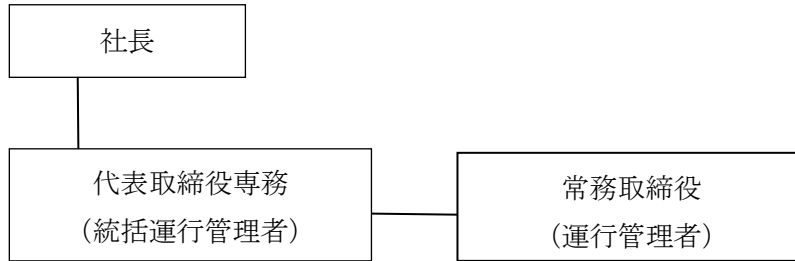 社長
代表取締役専務
（統括運行管理者）
常務取締役
（運行管理者）